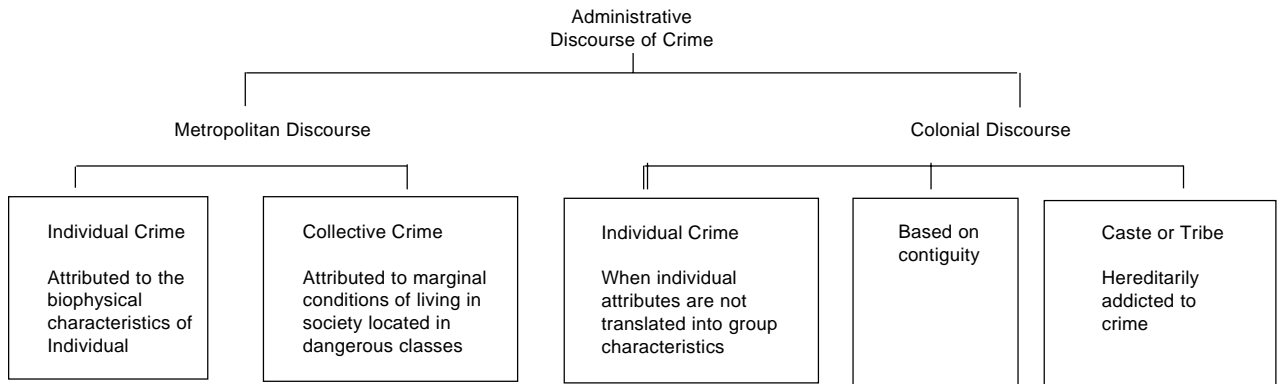 Administrative
Discourse of Crime
Metropolitan Discourse
Colonial Discourse
Individual Crime
Attributed to the
biophysical
characteristics of
Individual
Collective Crime
Attributed to marginal
conditions of living in
society located in
dangerous classes
Individual Crime
When individual
attributes are not
translated into group
characteristics
Based on
contiguity
Caste or Tribe
Hereditarily
addicted to
crime